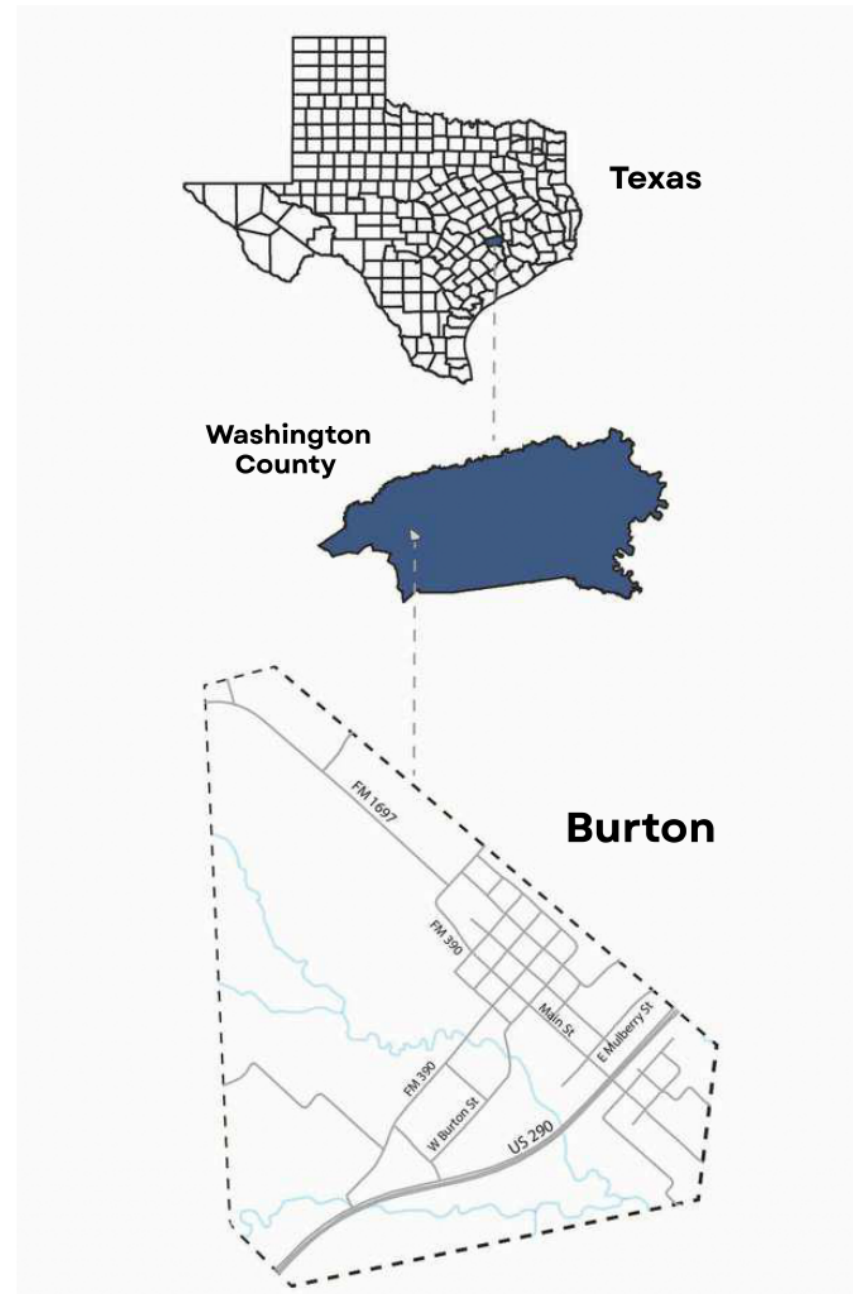 Texas
Washington
County
Burton
FM 1697
FM 390
Main St
E Mulberry St
FM 390
W Burton St
US 290